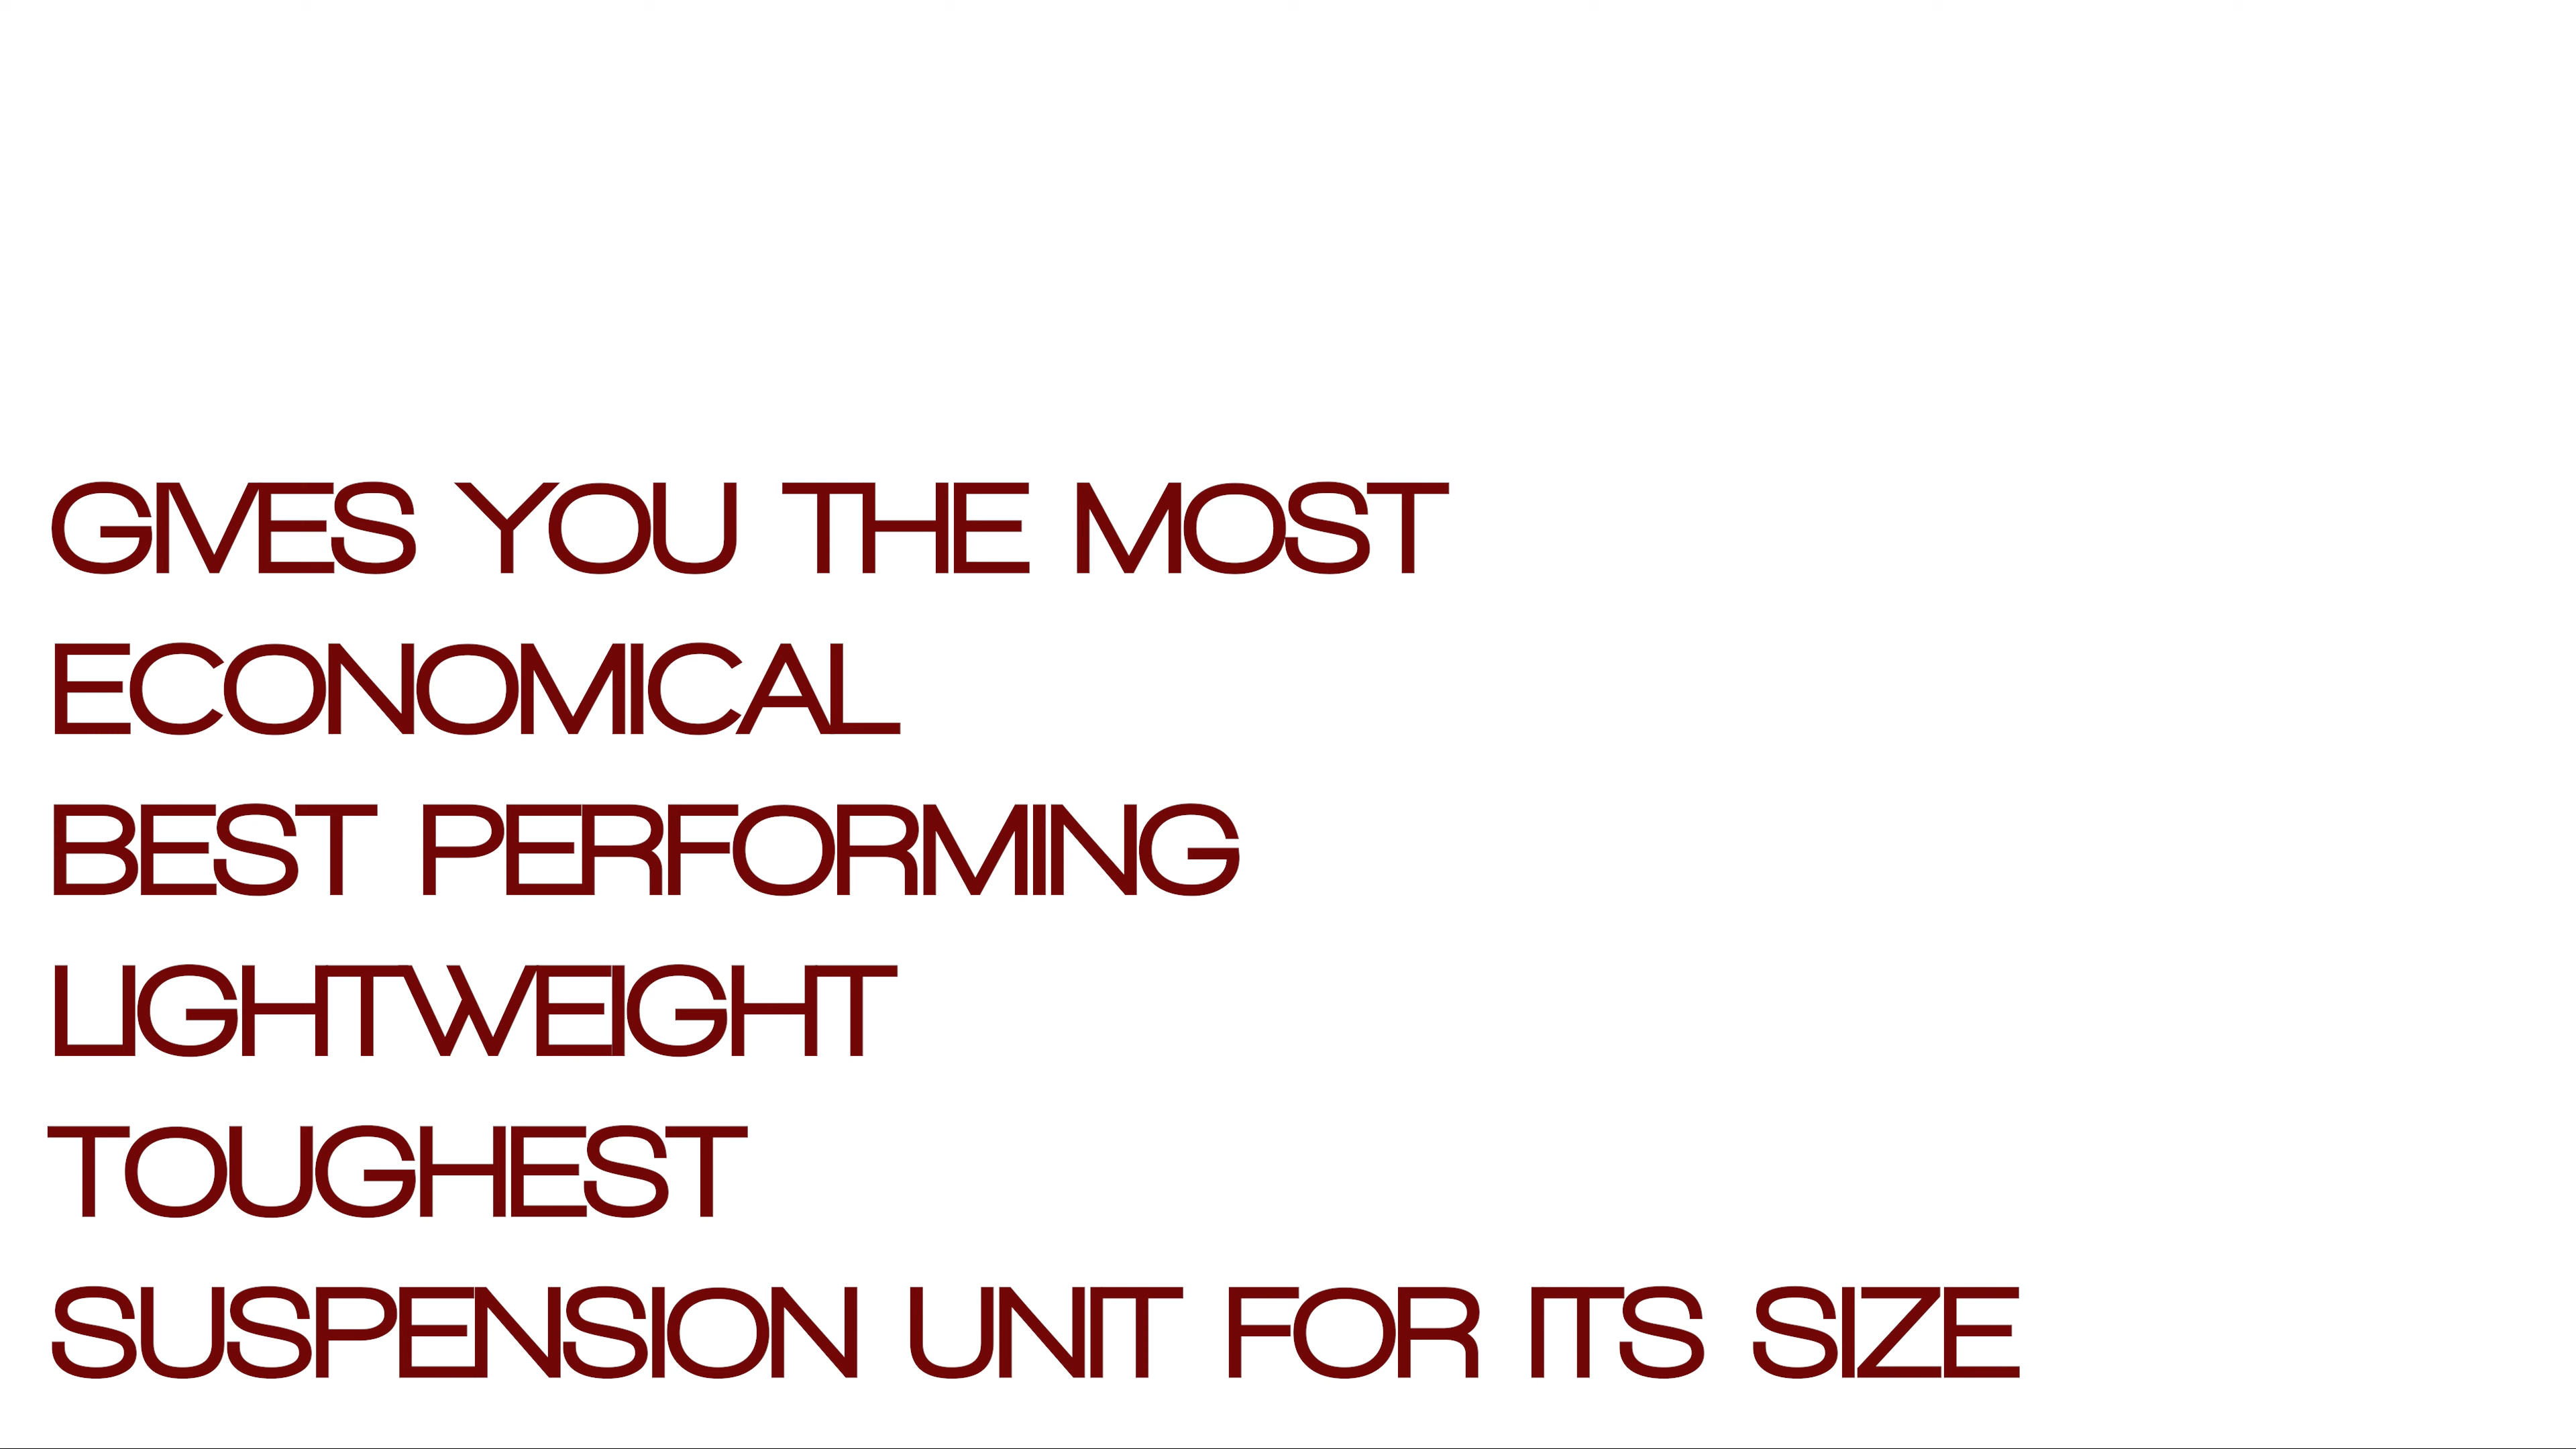 GIVES YOU THE MOST
ECONOMICAL
BEST PERFORMING
LIGHTWEIGHT
TOUGHEST
SUSPENSION UNIT FOR ITS SIZE